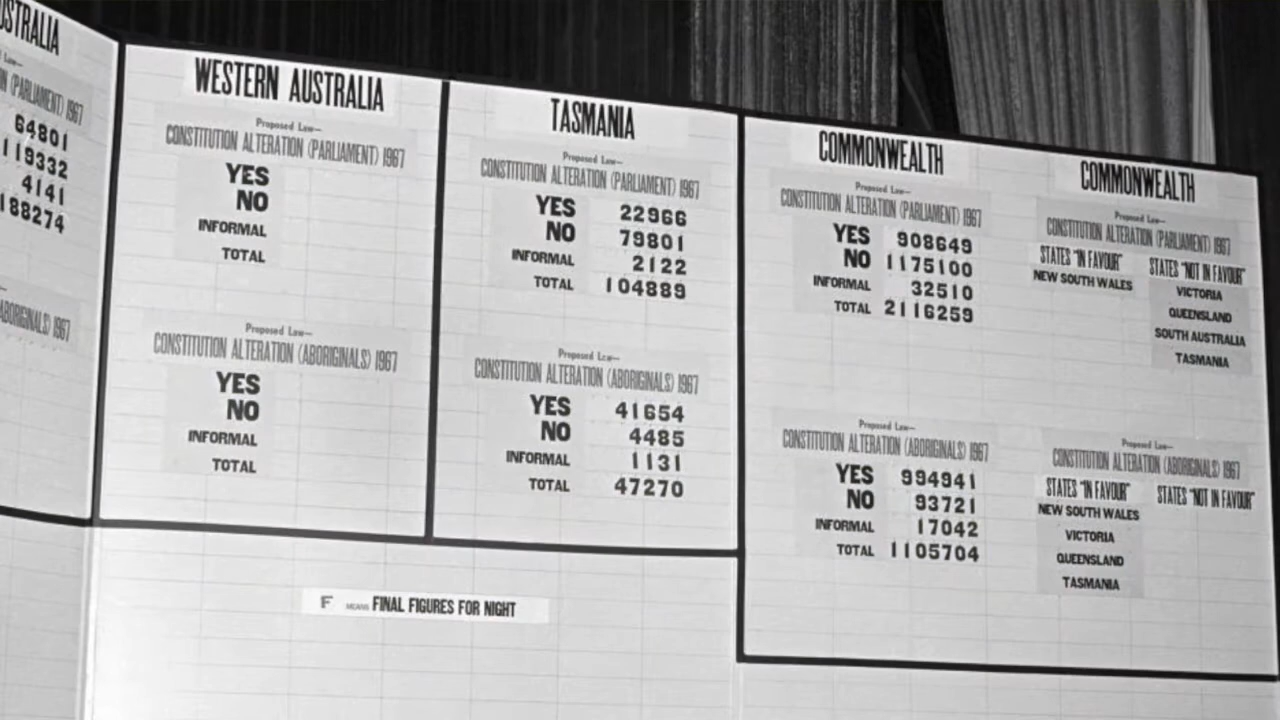 USTRALIA
N (PARLIAMENT) 1967
64801
119332
4141
188274
ABORIGINALS) 1967
WESTERN AUSTRALIA
Proposed Law—
CONSTITUTION ALTERATION (PARLIAMENT) 1967
YES
NO
INFORMAL
TOTAL
Proposed Law—
CONSTITUTION ALTERATION (ABORIGINALS) 1967
YES
NO
INFORMAL
TOTAL
TASMANIA
Proposed Law—
CONSTITUTION ALTERATION (PARLIAMENT) 1967
YES 22966
NO 79801
INFORMAL 2122
TOTAL 104889
Proposed Law—
CONSTITUTION ALTERATION (ABORIGINALS) 1967
YES 41654
NO 4485
INFORMAL 1131
TOTAL 47270
COMMONWEALTH
Proposed Law—
CONSTITUTION ALTERATION (PARLIAMENT) 1967
YES 908649
NO 1175100
INFORMAL 32510
TOTAL 2116259
Proposed Law—
CONSTITUTION ALTERATION (ABORIGINALS) 1967
YES 994941
NO 93721
INFORMAL 17042
TOTAL 1105704
COMMONWEALTH
Proposed Law—
CONSTITUTION ALTERATION (PARLIAMENT) 1967
STATES "IN FAVOUR" STATES "NOT IN FAVOUR"
NEW SOUTH WALES VICTORIA
QUEENSLAND
SOUTH AUSTRALIA
TASMANIA
Proposed Law—
CONSTITUTION ALTERATION (ABORIGINALS) 1967
STATES "IN FAVOUR" STATES "NOT IN FAVOUR"
NEW SOUTH WALES
VICTORIA
QUEENSLAND
TASMANIA
F MEANS FINAL FIGURES FOR NIGHT